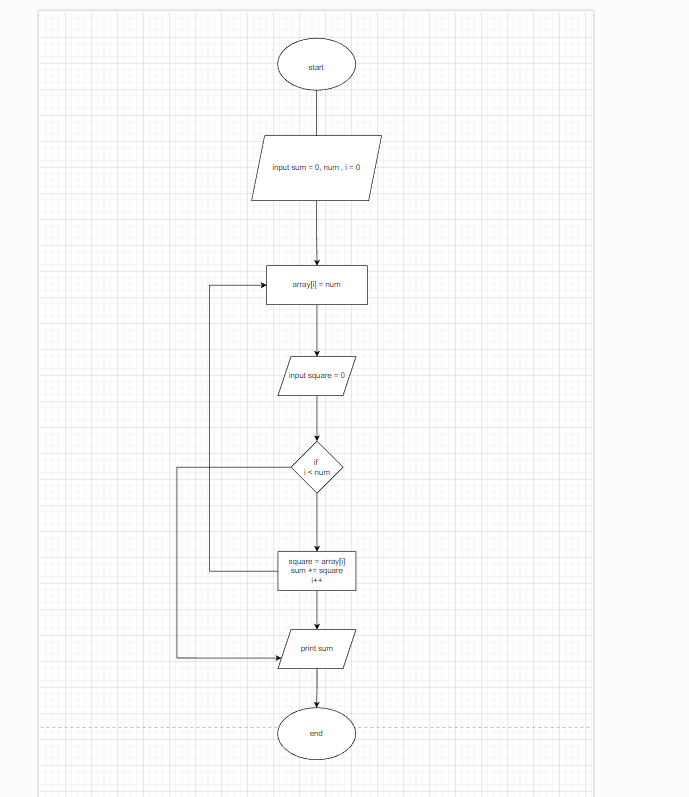 start
input sum = 0, num , i = 0
array[i] = num
input square = 0
if
i < num
square = array[i]
sum += square
i++
print sum
end